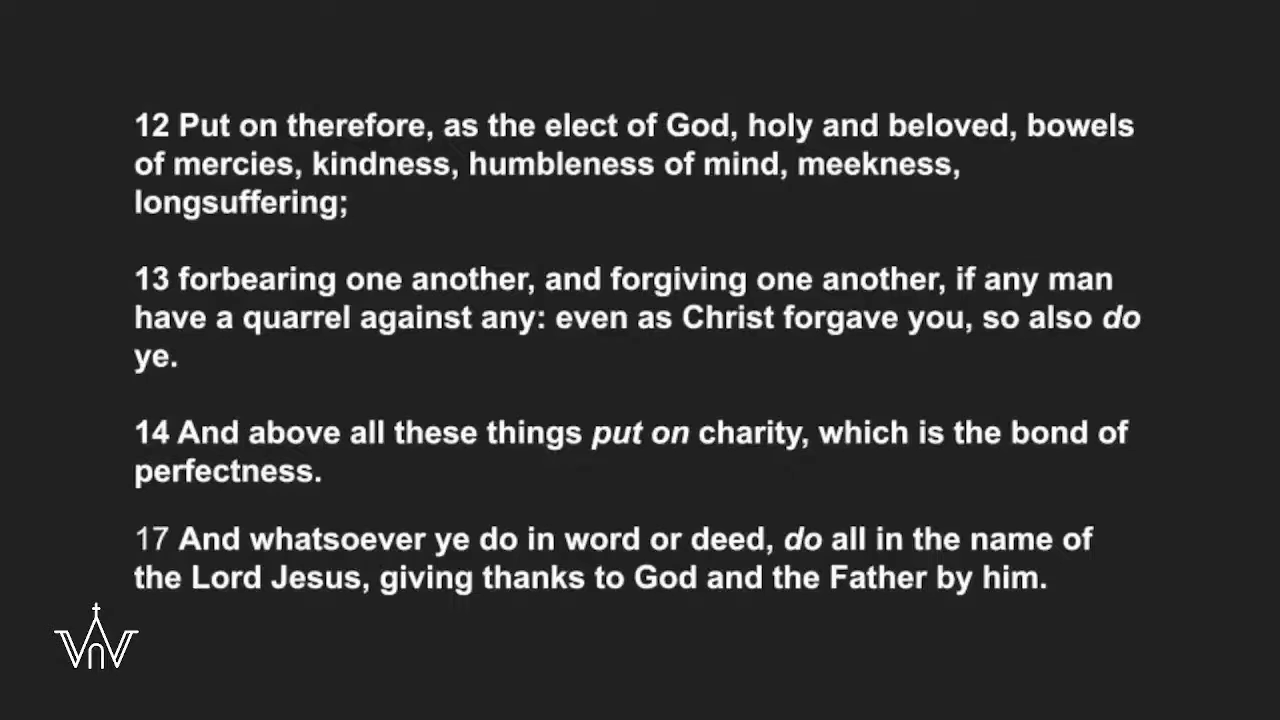 12 Put on therefore, as the elect of God, holy and beloved, bowels
of mercies, kindness, humbleness of mind, meekness,
longsuffering;
13 forbearing one another, and forgiving one another, if any man
have a quarrel against any: even as Christ forgave you, so also do
ye.
14 And above all these things put on charity, which is the bond of
perfectness.
17 And whatsoever ye do in word or deed, do all in the name of
the Lord Jesus, giving thanks to God and the Father by him.